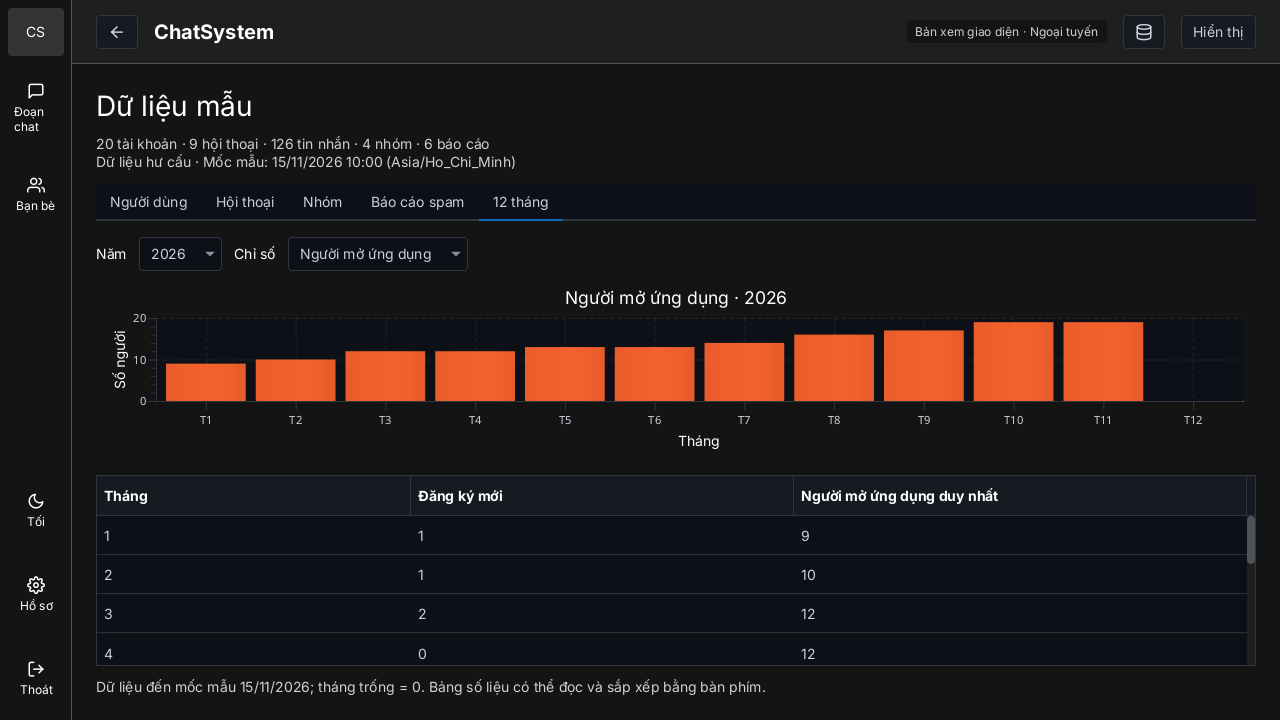 CS
ChatSystem
Bản xem giao diện · Ngoại tuyến
Hiển thị
Đoạn
chat
Bạn bè
Tối
Hồ sơ
Thoát
Dữ liệu mẫu
20 tài khoản · 9 hội thoại · 126 tin nhắn · 4 nhóm · 6 báo cáo
Dữ liệu hư cấu · Mốc mẫu: 15/11/2026 10:00 (Asia/Ho_Chi_Minh)
Người dùng Hội thoại Nhóm Báo cáo spam 12 tháng
Năm 2026 Chỉ số Người mở ứng dụng
Người mở ứng dụng · 2026
Số người
20
10
0
T1 T2 T3 T4 T5 T6 T7 T8 T9 T10 T11 T12
Tháng
Tháng Đăng ký mới Người mở ứng dụng duy nhất
1 1 9
2 1 10
3 2 12
4 0 12
Dữ liệu đến mốc mẫu 15/11/2026; tháng trống = 0. Bảng số liệu có thể đọc và sắp xếp bằng bàn phím.